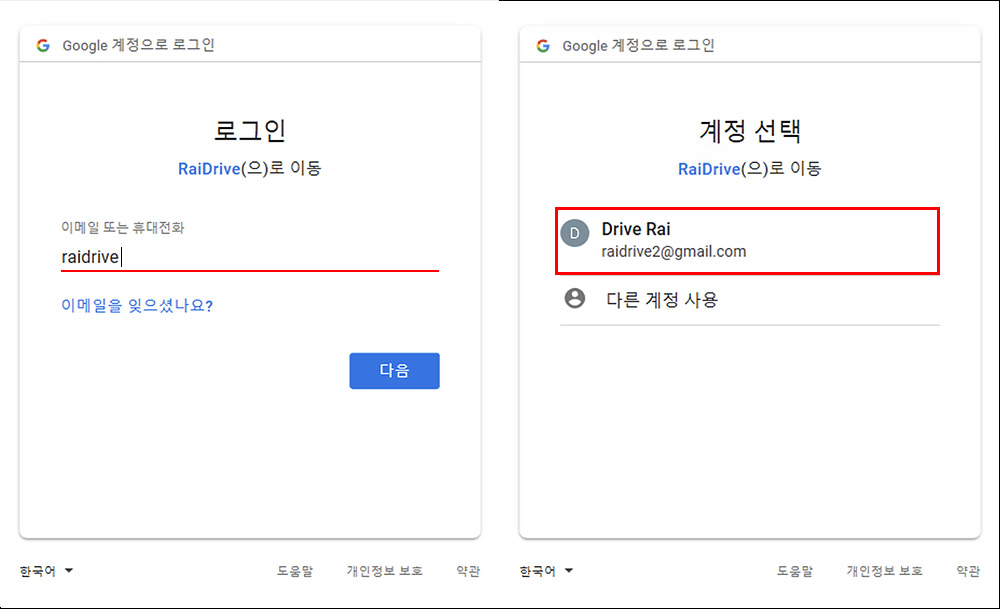 Google 계정으로 로그인
로그인
RaiDrive(으)로 이동
이메일 또는 휴대전화
raidrive
이메일을 잊으셨나요?
다음
한국어
도움말 개인정보 보호 약관
Google 계정으로 로그인
계정 선택
RaiDrive(으)로 이동
D
Drive Rai
raidrive2@gmail.com
다른 계정 사용
한국어
도움말 개인정보 보호 약관